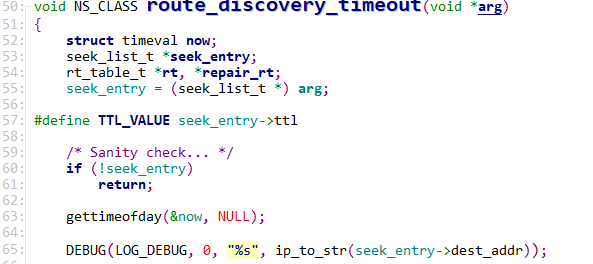 50: void NS_CLASS route_discovery_timeout(void *arg)
51: {
52:     struct timeval now;
53:     seek_list_t *seek_entry;
54:     rt_table_t *rt, *repair_rt;
55:     seek_entry = (seek_list_t *) arg;
56:
57: #define TTL_VALUE seek_entry->ttl
58:
59:     /* Sanity check... */
60:     if (!seek_entry)
61:         return;
62:
63:     gettimeofday(&now, NULL);
64:
65:     DEBUG(LOG_DEBUG, 0, "%s", ip_to_str(seek_entry->dest_addr));